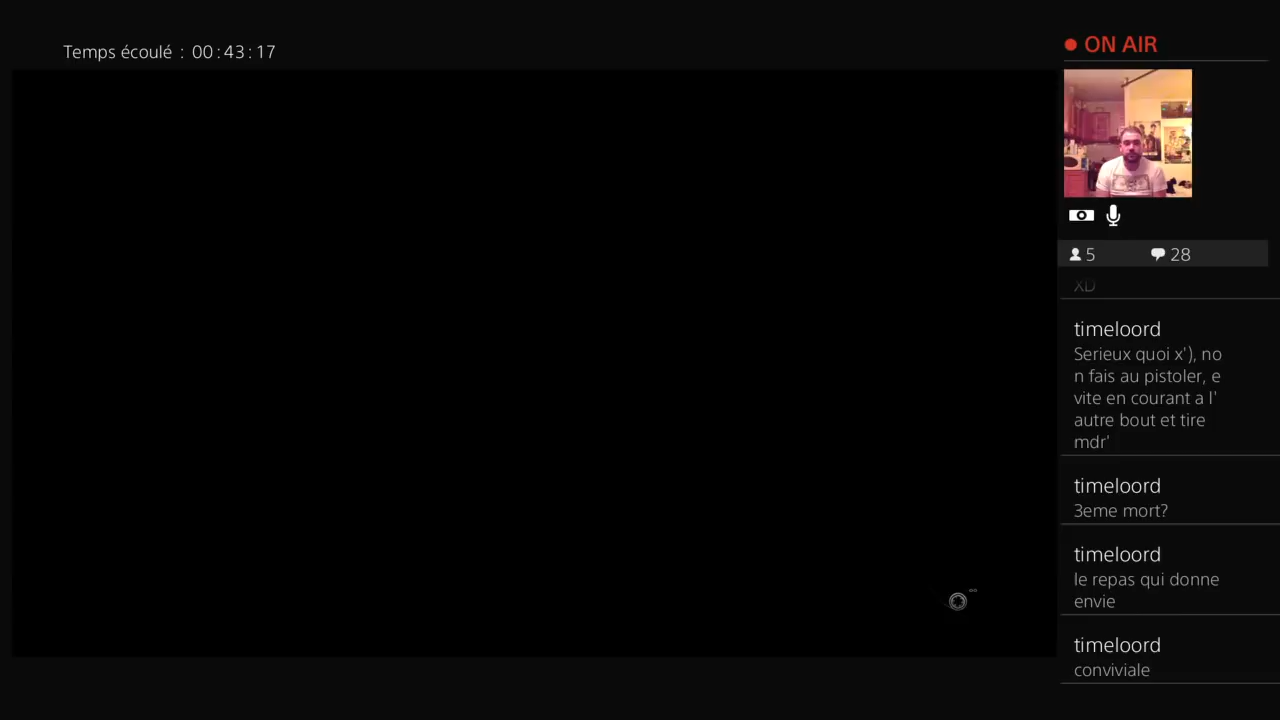 Temps écoulé : 00:43:17
ON AIR
5
28
XD
timeloord
Serieux quoi x'), no
n fais au pistoler, e
vite en courant a l'
autre bout et tire
mdr'
timeloord
3eme mort?
timeloord
le repas qui donne
envie
timeloord
conviviale